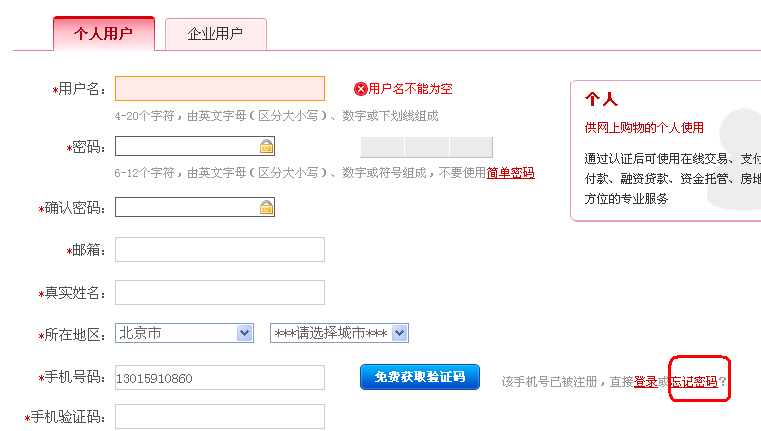 个人用户 企业用户
*用户名： 用户名不能为空
4-20个字符，由英文字母（区分大小写）、数字或下划线组成
*密码：
6-12个字符，由英文字母（区分大小写）、数字或符号组成，不要使用简单密码
*确认密码：
*邮箱：
*真实姓名：
*所在地区： 北京市 ***请选择城市***
*手机号码： 13015910860 免费获取验证码 该手机号已被注册，直接登录或忘记密码？
*手机验证码：
个人
供网上购物的个人使用
通过认证后可使用在线交易、支付
付款、融资贷款、资金托管、房地
方位的专业服务